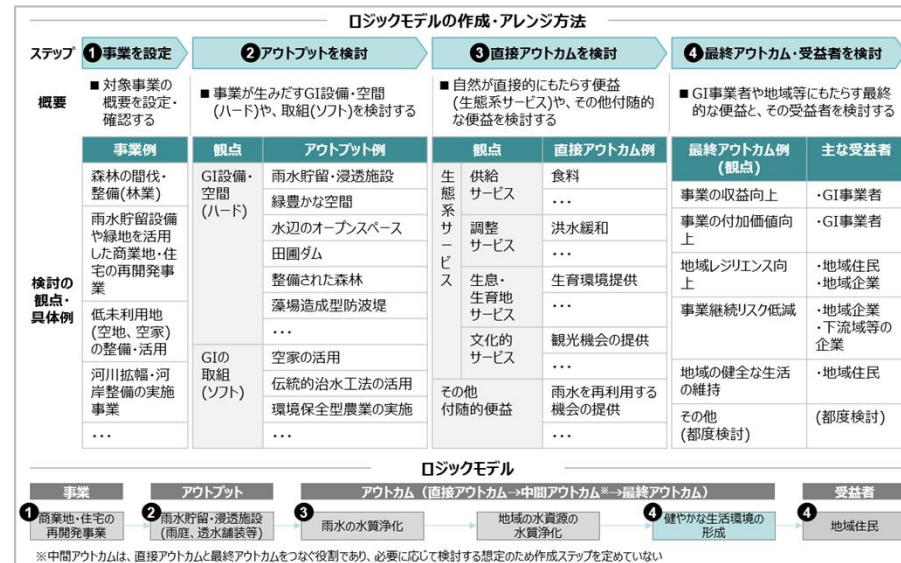 ロジックモデルの作成・アレンジ方法
ステップ
❶事業を設定
❷アウトプットを検討
❸直接アウトカムを検討
❹最終アウトカム・受益者を検討
概要
■ 対象事業の
概要を設定・
確認する
■ 事業が生みだすGI設備・空間
(ハード)や、取組(ソフト)を検討する
■ 自然が直接的にもたらす便益
(生態系サービス)や、その他付随的
な便益を検討する
■ GI事業者や地域等にもたらす最終
的な便益と、その受益者を検討する
検討の
観点・
具体例
事業例
森林の間伐・
整備(林業)
雨水貯留設備
や緑地を活用
した商業地・住
宅の再開発事
業
低未利用地
(空地、空家)
の整備・活用
河川拡幅・河
岸整備の実施
事業
・・・
観点
アウトプット例
GI設備・
空間
(ハード)
雨水貯留・浸透施設
緑豊かな空間
水辺のオープンスペース
田圃ダム
整備された森林
藻場造成型防波堤
・・・
GIの
取組
(ソフト)
空家の活用
伝統的治水工法の活用
環境保全型農業の実施
・・・
観点
直接アウトカム例
生態系サービス
供給
サービス
食料
・・・
調整
サービス
洪水緩和
・・・
生息・
生育地
サービス
生育環境提供
・・・
文化的
サービス
観光機会の提供
・・・
その他
付随的便益
雨水を再利用する
機会の提供
・・・
最終アウトカム例
(観点)
主な受益者
事業の収益向上
・GI事業者
事業の付加価値向
上
・GI事業者
地域レジリエンス向
上
・地域住民
・地域企業
事業継続リスク低減
・地域企業
・下流域等の
企業
地域の健全な生活
の維持
・地域住民
その他
(都度検討)
(都度検討)
ロジックモデル
事業
アウトプット
アウトカム（直接アウトカム→中間アウトカム※→最終アウトカム）
受益者
❶商業地・住宅の
再開発事業
❷雨水貯留・浸透施設
(雨庭、透水舗装等)
❸
雨水の水質浄化
地域の水資源の
水質浄化
❹健やかな生活環境の
形成
❹
地域住民
※中間アウトカムは、直接アウトカムと最終アウトカムをつなぐ役割であり、必要に応じて検討する想定のため作成ステップを定めていない